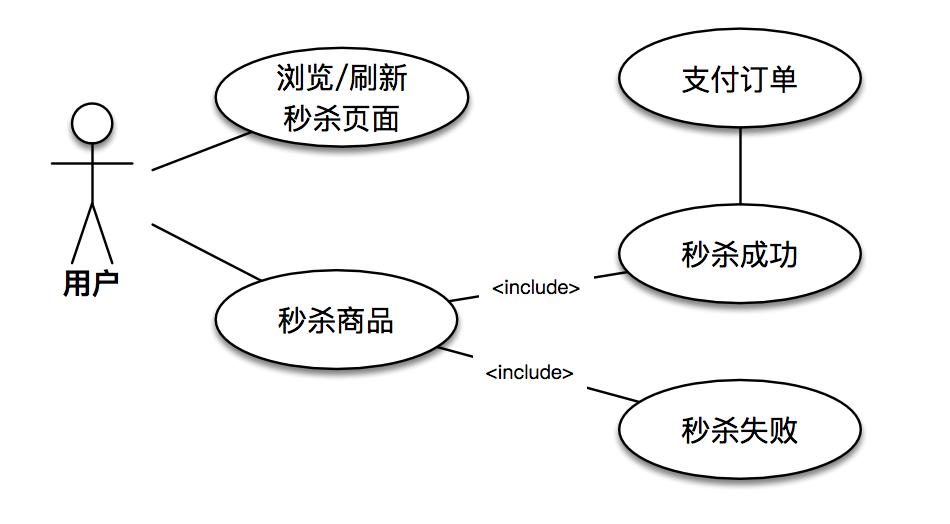 浏览/刷新
秒杀页面
支付订单
用户
秒杀商品
<include>
秒杀成功
<include>
秒杀失败